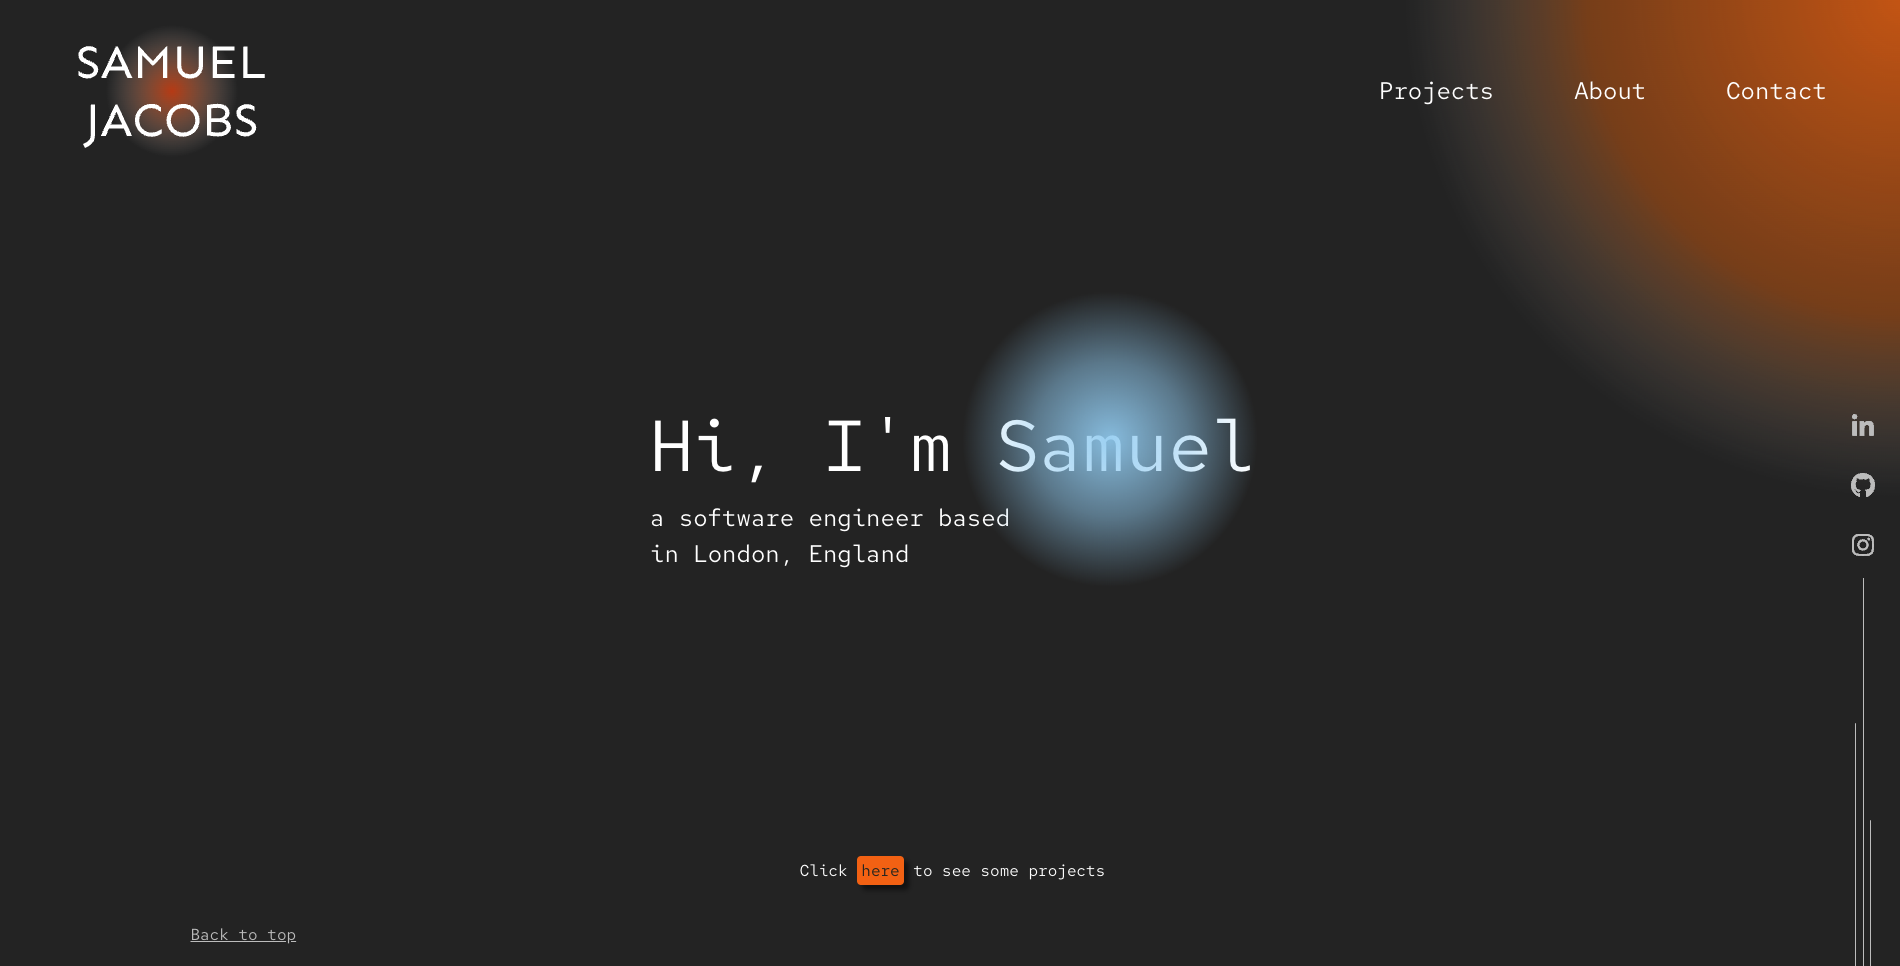 SAMUEL
JACOBS
Projects About Contact
Hi, I'm Samuel
a software engineer based
in London, England
Click here to see some projects
Back to top